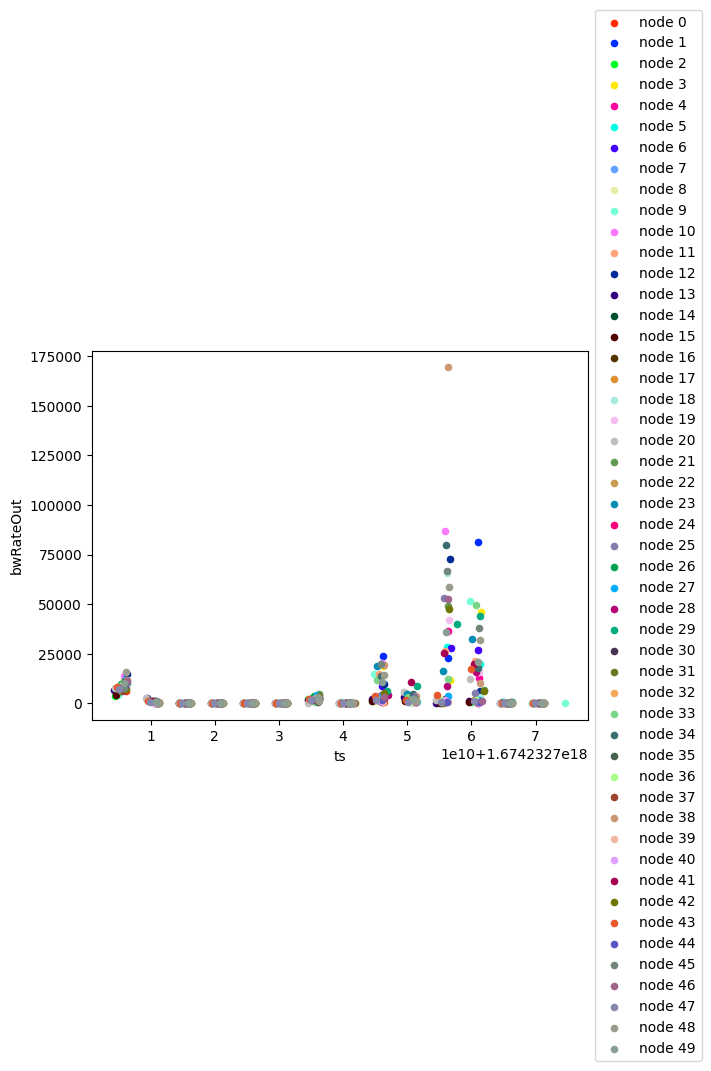 node 0
node 1
node 2
node 3
node 4
node 5
node 6
node 7
node 8
node 9
node 10
node 11
node 12
node 13
node 14
node 15
node 16
node 17
node 18
node 19
node 20
node 21
node 22
node 23
node 24
node 25
node 26
node 27
node 28
node 29
node 30
node 31
node 32
node 33
node 34
node 35
node 36
node 37
node 38
node 39
node 40
node 41
node 42
node 43
node 44
node 45
node 46
node 47
node 48
node 49
175000
150000
125000
100000
75000
50000
25000
0
bwRateOut
1 2 3 4 5 6 7
ts
1e10+1.6742327e18